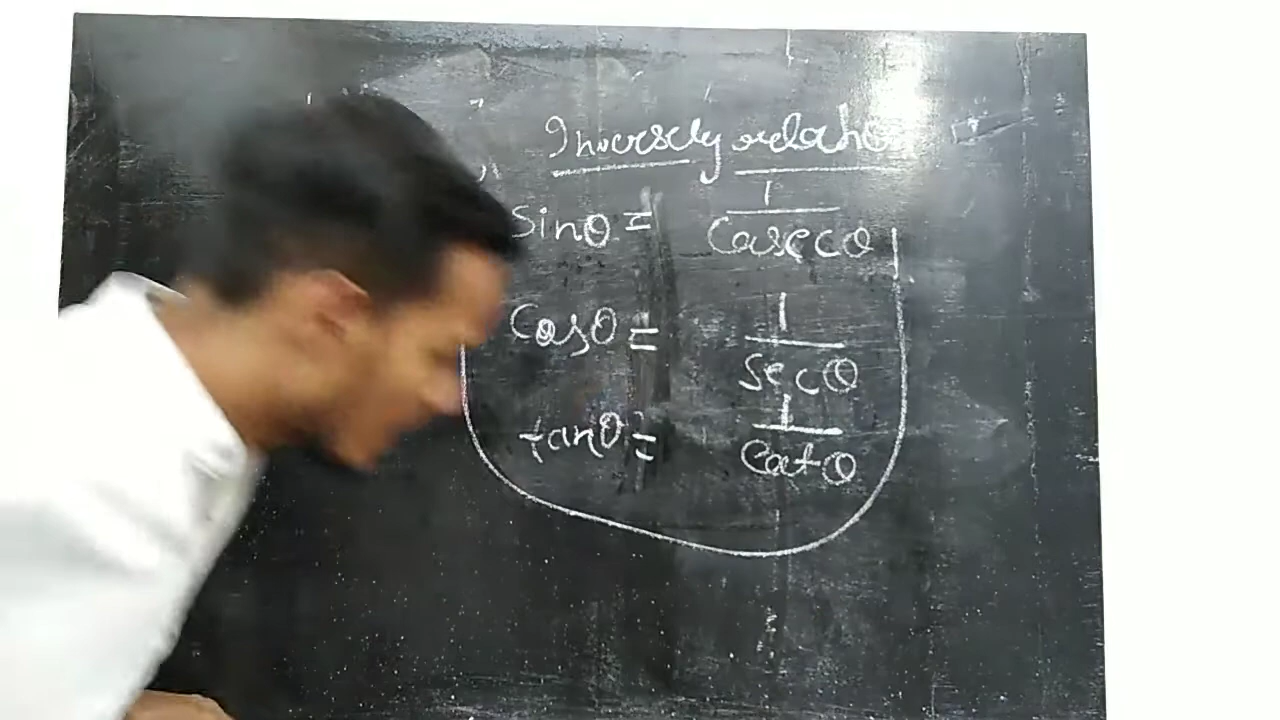 Inversely relation
Sinθ = 1/Cosecθ
Cosθ = 1/Secθ
tanθ = 1/Cotθ